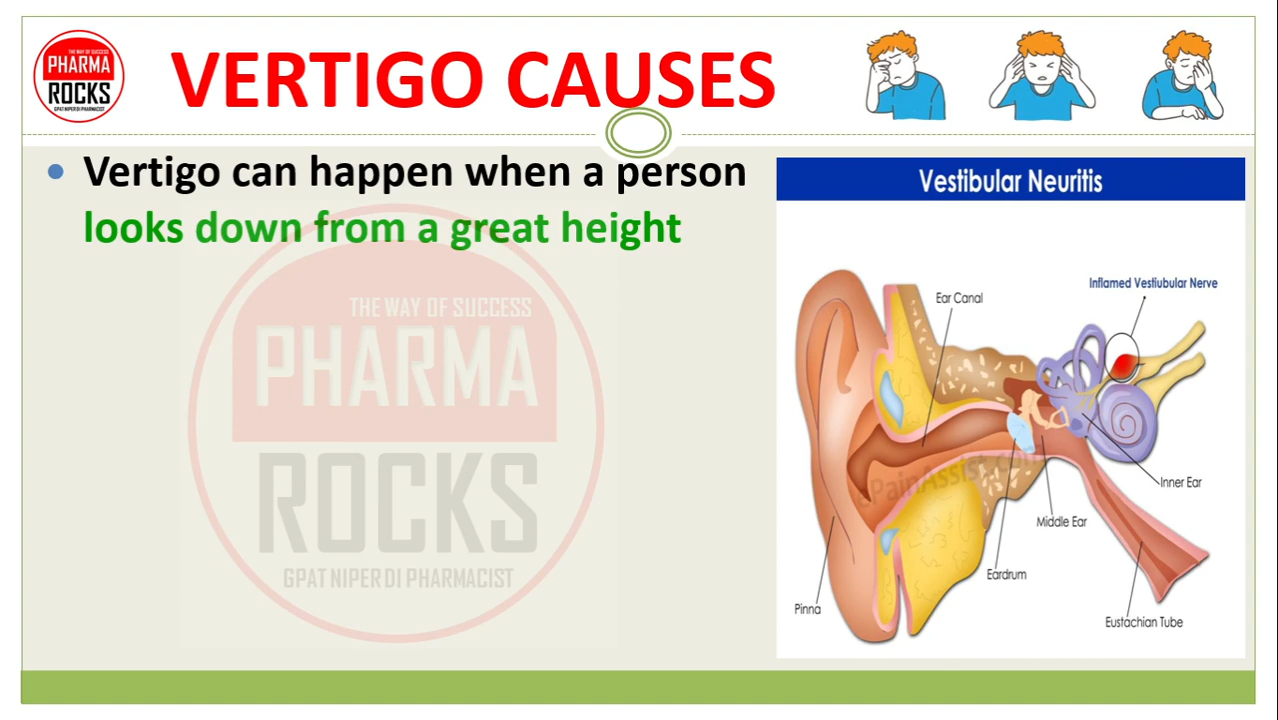 THE WAY OF SUCCESS
PHARMA
ROCKS
GPAT NIPER DI PHARMACIST
VERTIGO CAUSES
• Vertigo can happen when a person
looks down from a great height
THE WAY OF SUCCESS
PHARMA
ROCKS
GPAT NIPER DI PHARMACIST
Vestibular Neuritis
Inflamed Vestiubular Nerve
Ear Canal
PainAssist.com
Inner Ear
Middle Ear
Eardrum
Pinna
Eustachian Tube